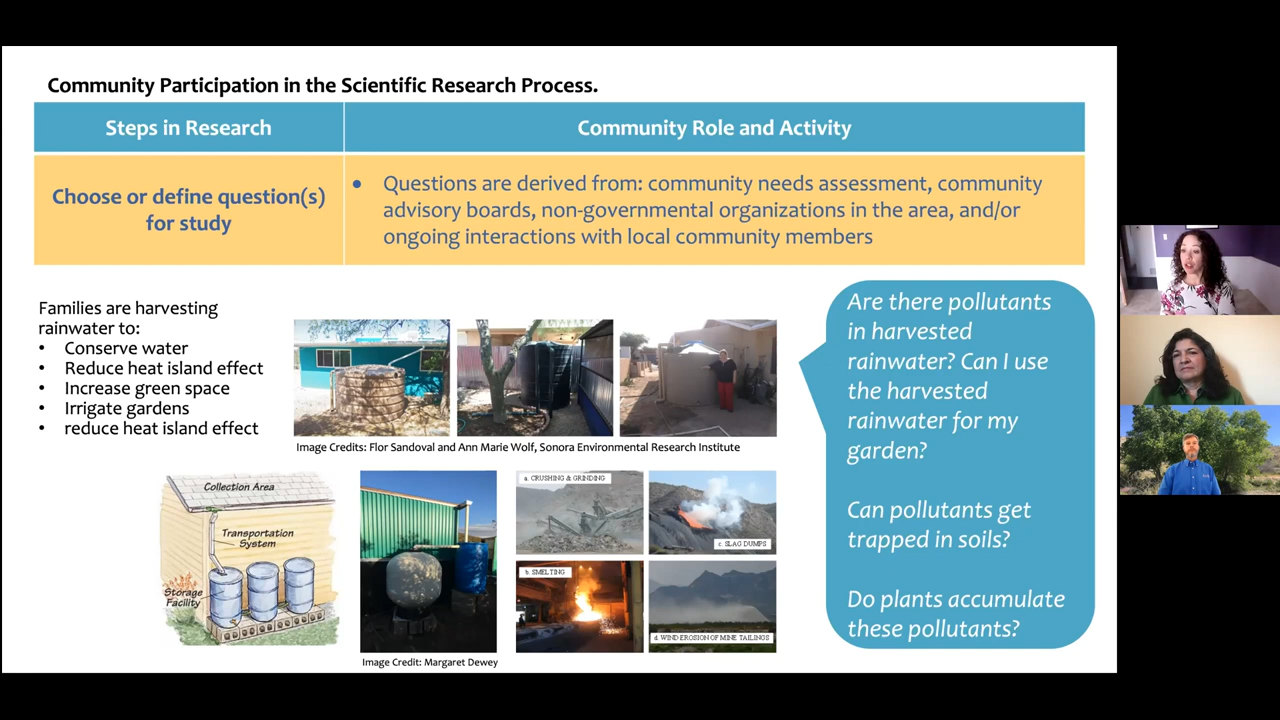 Community Participation in the Scientific Research Process.
Steps in Research
Community Role and Activity
Choose or define question(s)
for study
• Questions are derived from: community needs assessment, community
advisory boards, non-governmental organizations in the area, and/or
ongoing interactions with local community members
Families are harvesting
rainwater to:
• Conserve water
• Reduce heat island effect
• Increase green space
• Irrigate gardens
• reduce heat island effect
Image Credits: Flor Sandoval and Ann Marie Wolf, Sonora Environmental Research Institute
Collection Area
Transportation
System
Storage
Facility
Image Credit: Margaret Dewey
a. CRUSHING & GRINDING
c. SLAG DUMPS
b. SMELTING
d. WIND EROSION OF MINE TAILINGS
Are there pollutants
in harvested
rainwater? Can I use
the harvested
rainwater for my
garden?
Can pollutants get
trapped in soils?
Do plants accumulate
these pollutants?